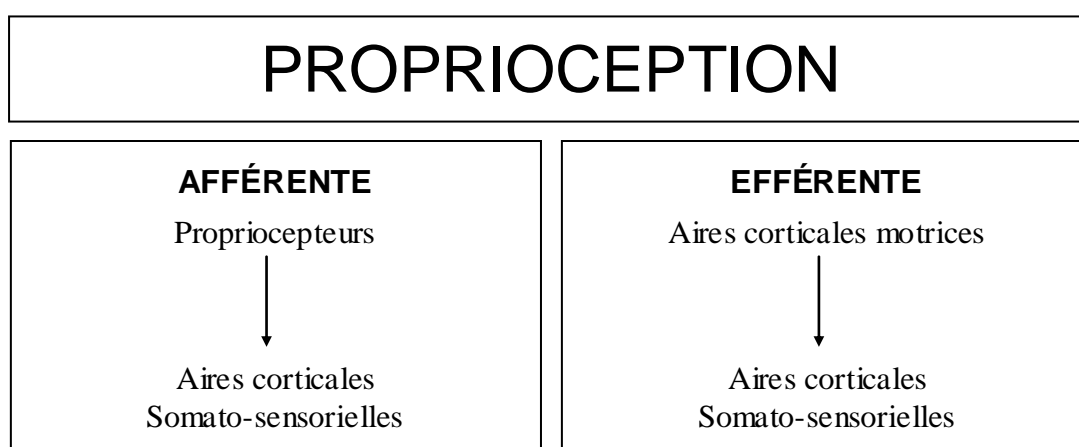 PROPRIOCEPTION
AFFÉRENTE
Propriocepteurs
Aires corticales
Somato-sensorielles
EFFÉRENTE
Aires corticales motrices
Aires corticales
Somato-sensorielles